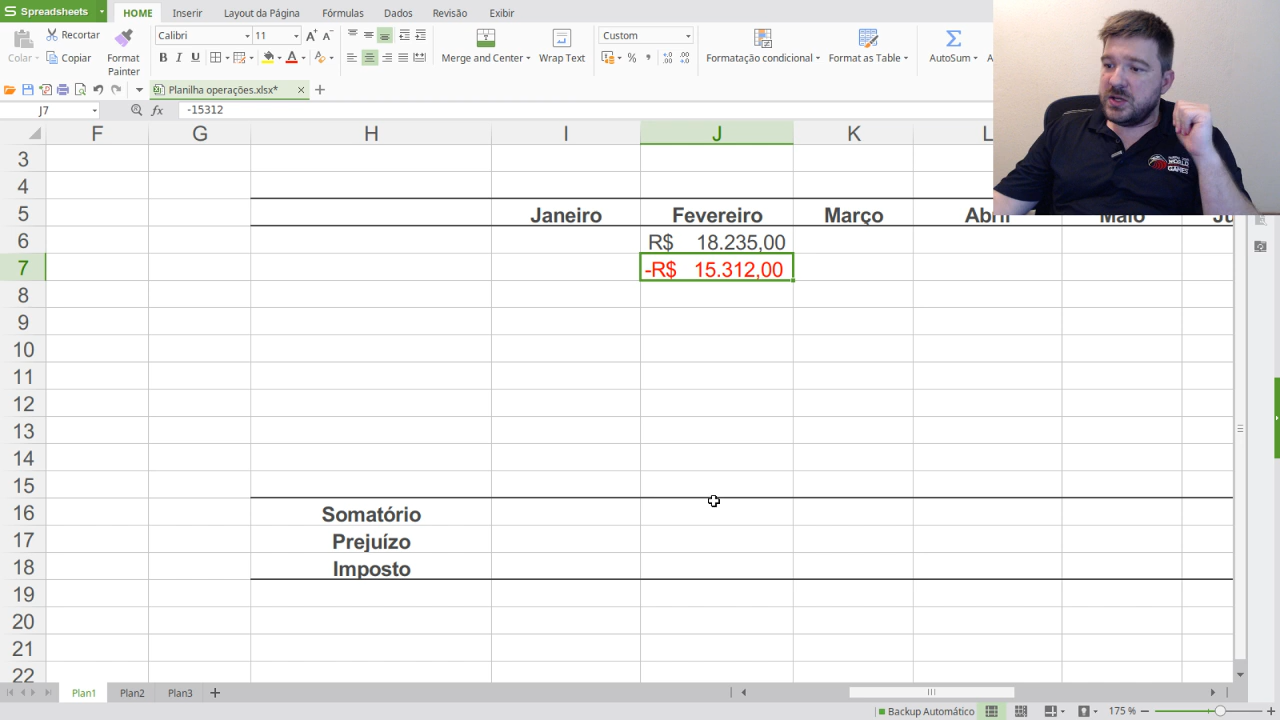 Spreadsheets HOME Inserir Layout da Página Fórmulas Dados Revisão Exibir
Recortar Calibri 11 Custom
Colar Copiar Format Painter B I U A Merge and Center Wrap Text % Formatação condicional Format as Table AutoSum
Planilha operações.xlsx* × +
J7 fx -15312
F G H I J K L
3
4
5 Janeiro Fevereiro Março Abril Maio
6 R$ 18.235,00
7 -R$ 15.312,00
8
9
10
11
12
13
14
15
16 Somatório
17 Prejuízo
18 Imposto
19
20
21
22
Plan1 Plan2 Plan3 +
Backup Automático 175 % − +
WORLD
GAMES